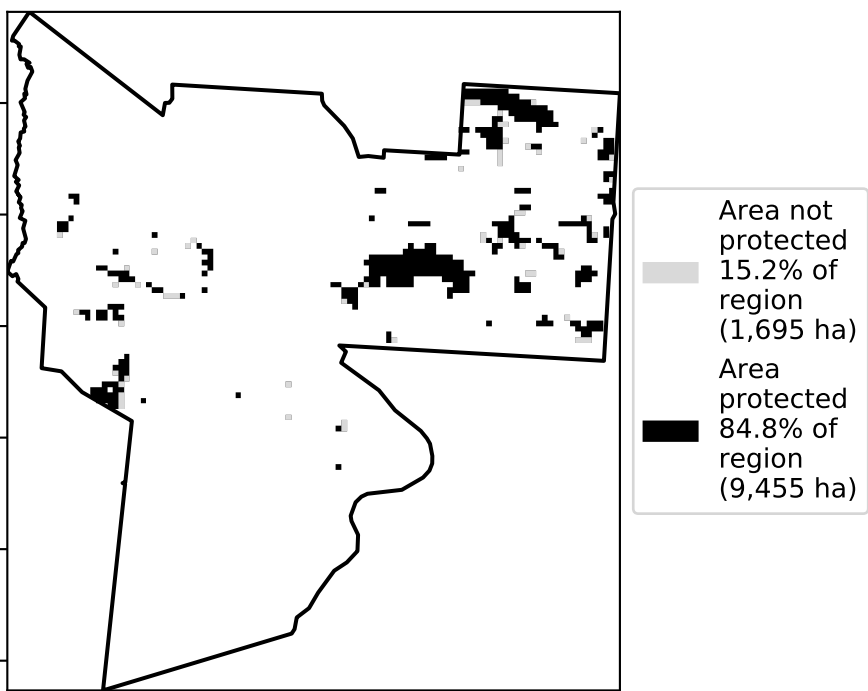 Area not
protected
15.2% of
region
(1,695 ha)
Area
protected
84.8% of
region
(9,455 ha)